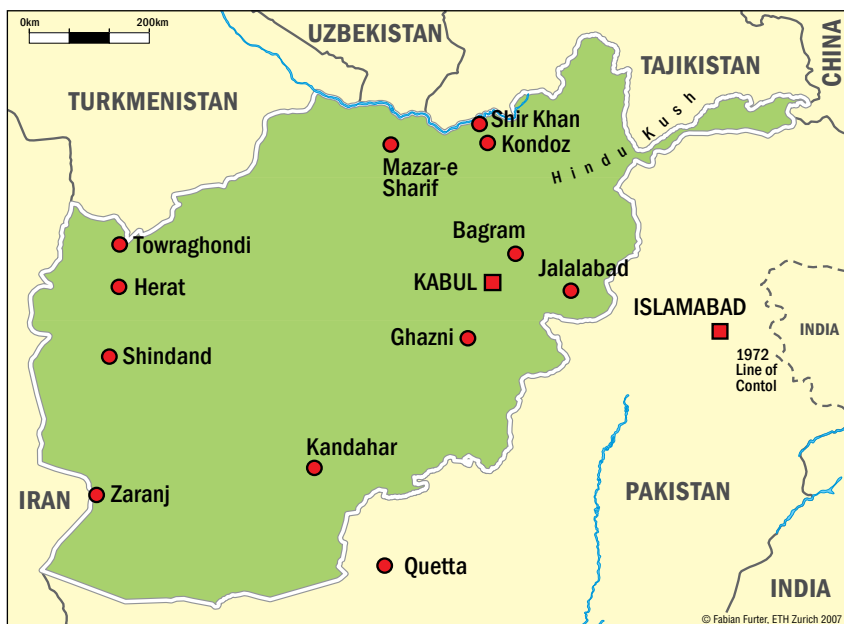 0km 200km
UZBEKISTAN
CHINA
TAJIKISTAN
TURKMENISTAN
Shir Khan
Kondoz
Hindu Kush
Mazar-e
Sharif
Towraghondi
Bagram
Herat
KABUL
Jalalabad
ISLAMABAD
INDIA
Ghazni
Shindand
1972
Line of
Contol
Kandahar
IRAN
Zaranj
PAKISTAN
Quetta
INDIA
© Fabian Furter, ETH Zurich 2007